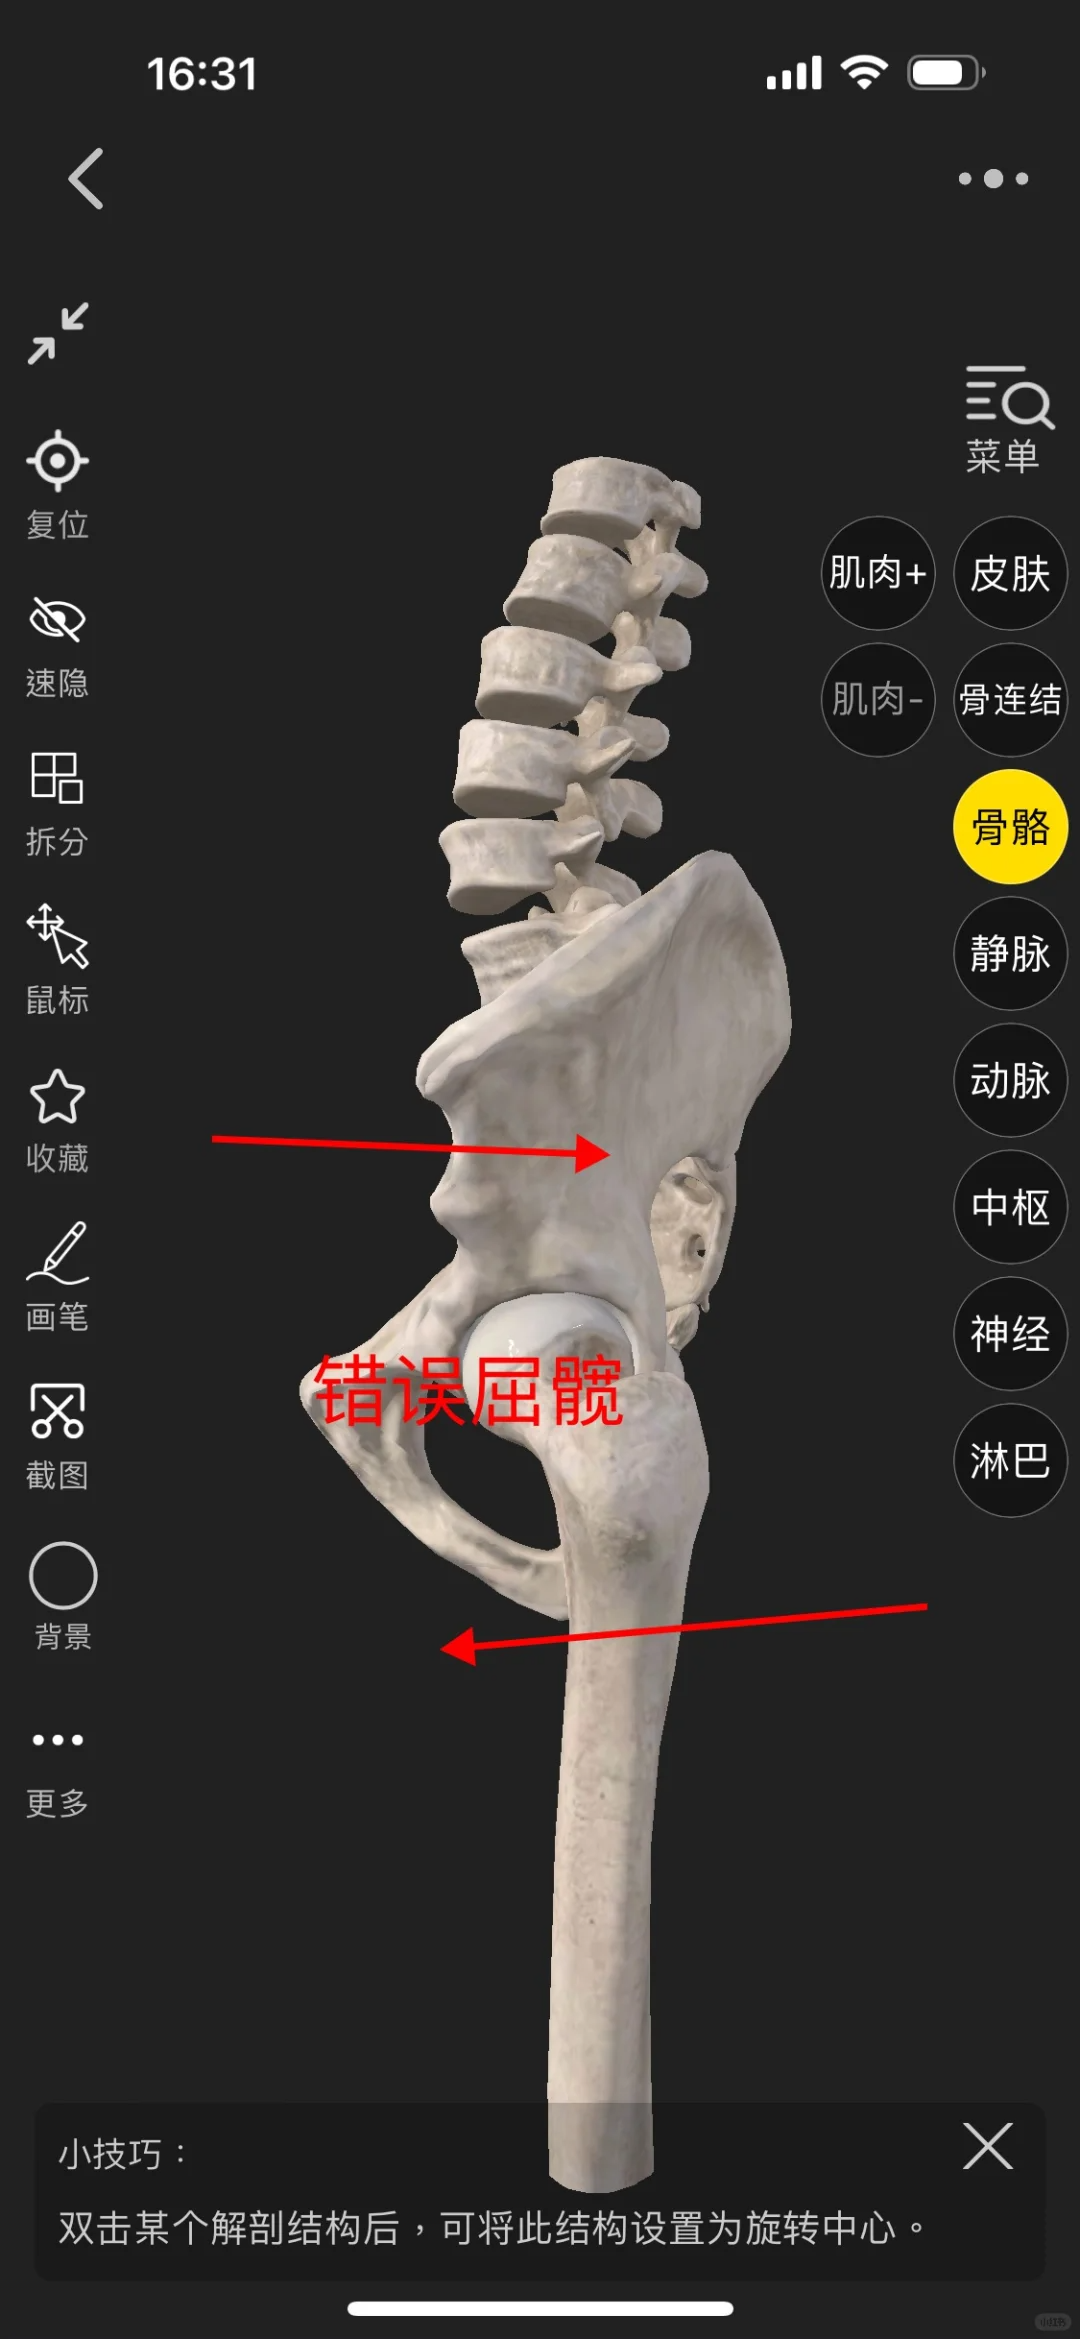 16:31
菜单
复位
肌肉+
皮肤
速隐
肌肉-
骨连结
拆分
骨骼
鼠标
静脉
收藏
动脉
画笔
中枢
错误屈髋
神经
截图
淋巴
背景
更多
小技巧：
双击某个解剖结构后，可将此结构设置为旋转中心。
小红书